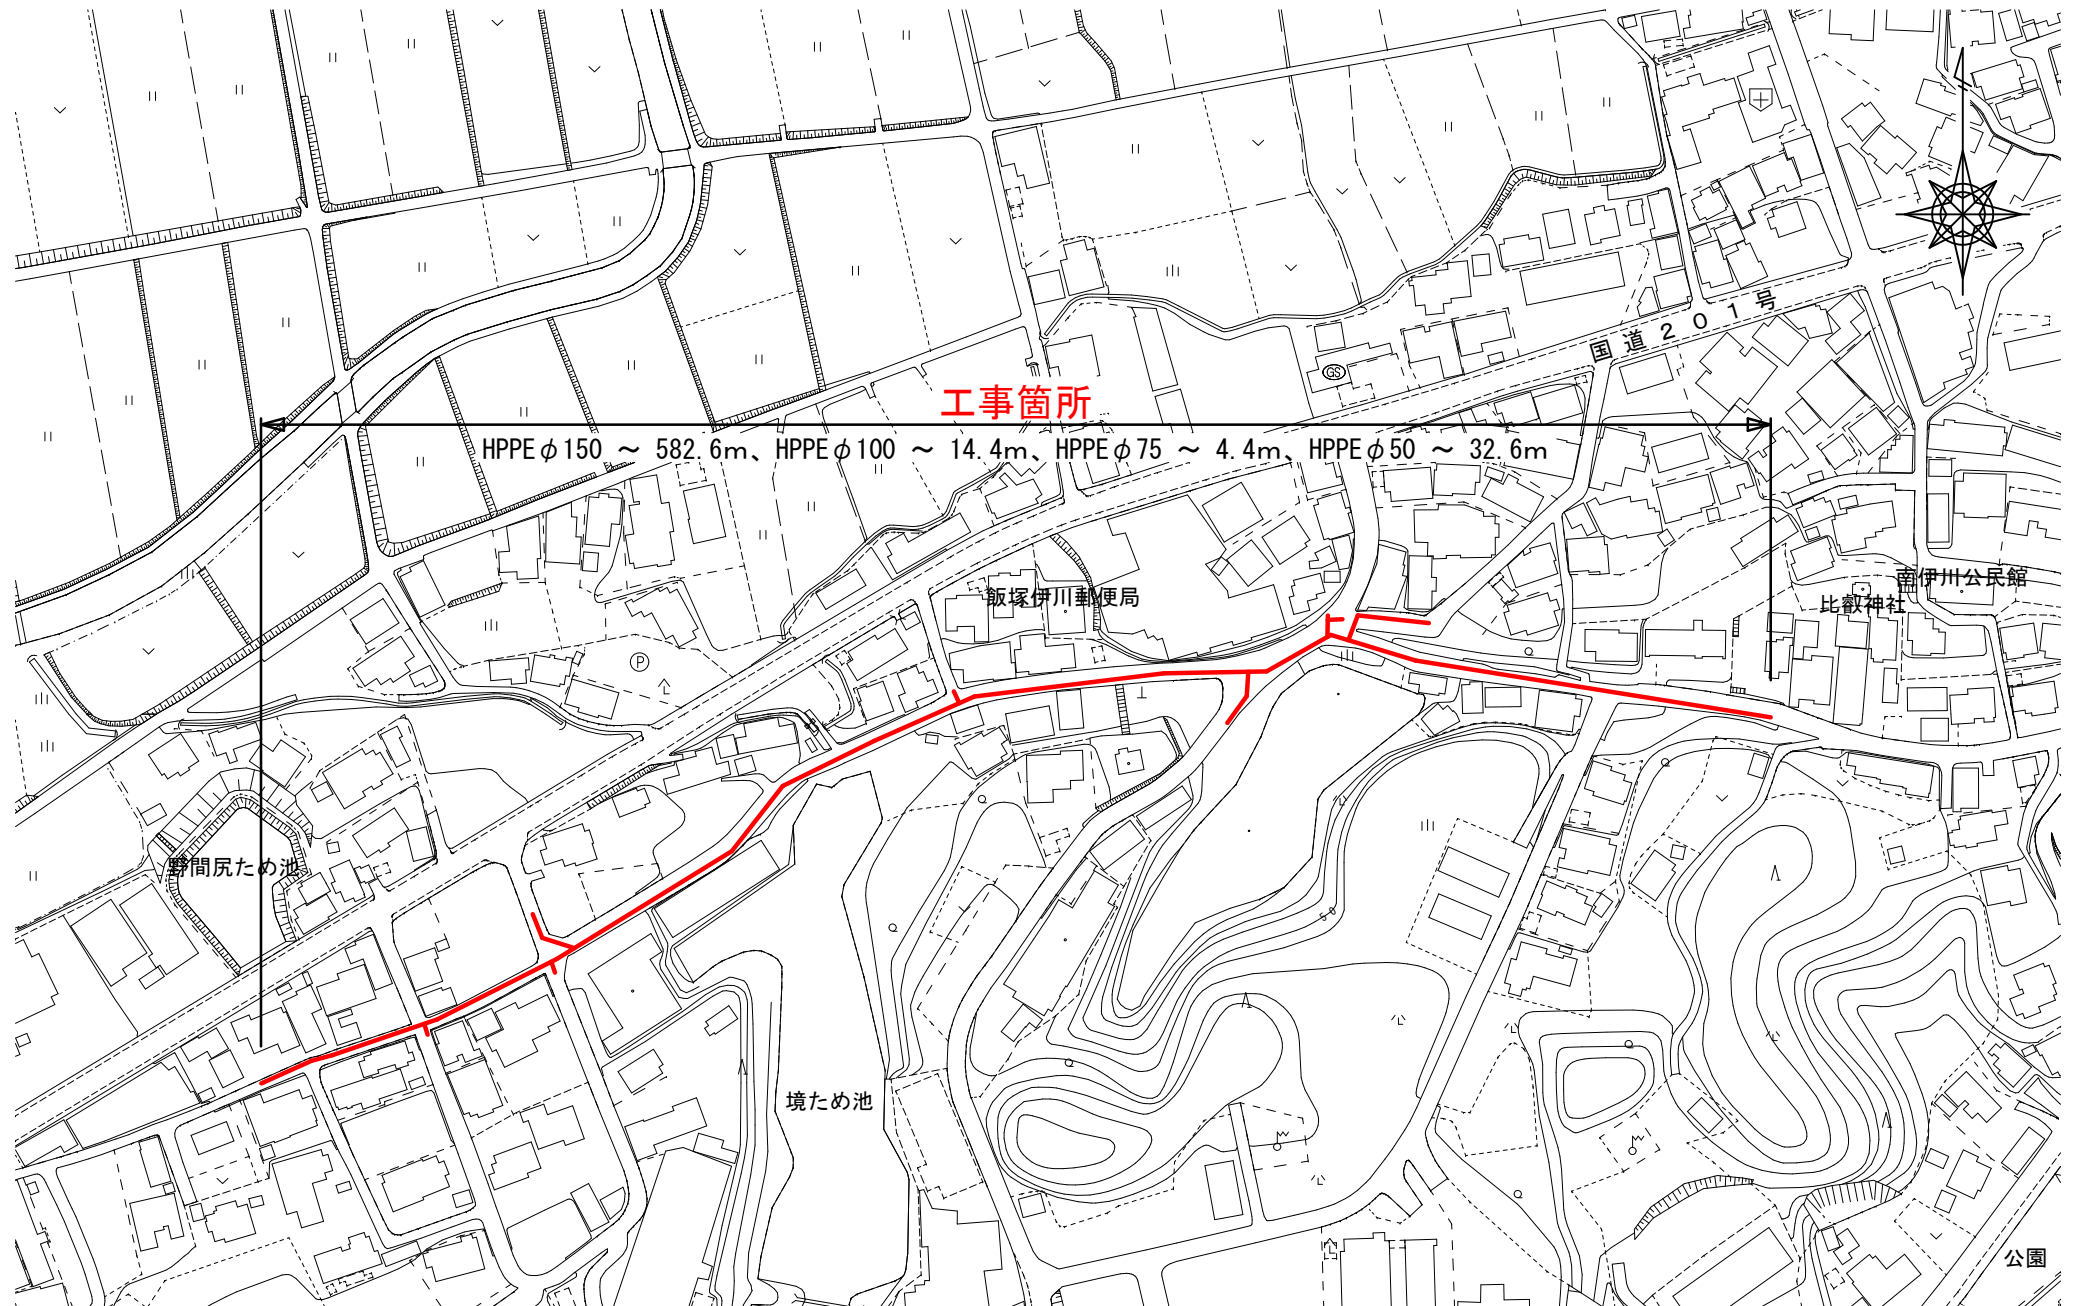 国道201号
GS
工事箇所
HPPEφ150 ～ 582.6m、HPPEφ100 ～ 14.4m、HPPEφ75 ～ 4.4m、HPPEφ50 ～ 32.6m
南伊川公民館
飯塚伊川郵便局
比叡神社
P
野間尻ため池
50
境ため池
公園